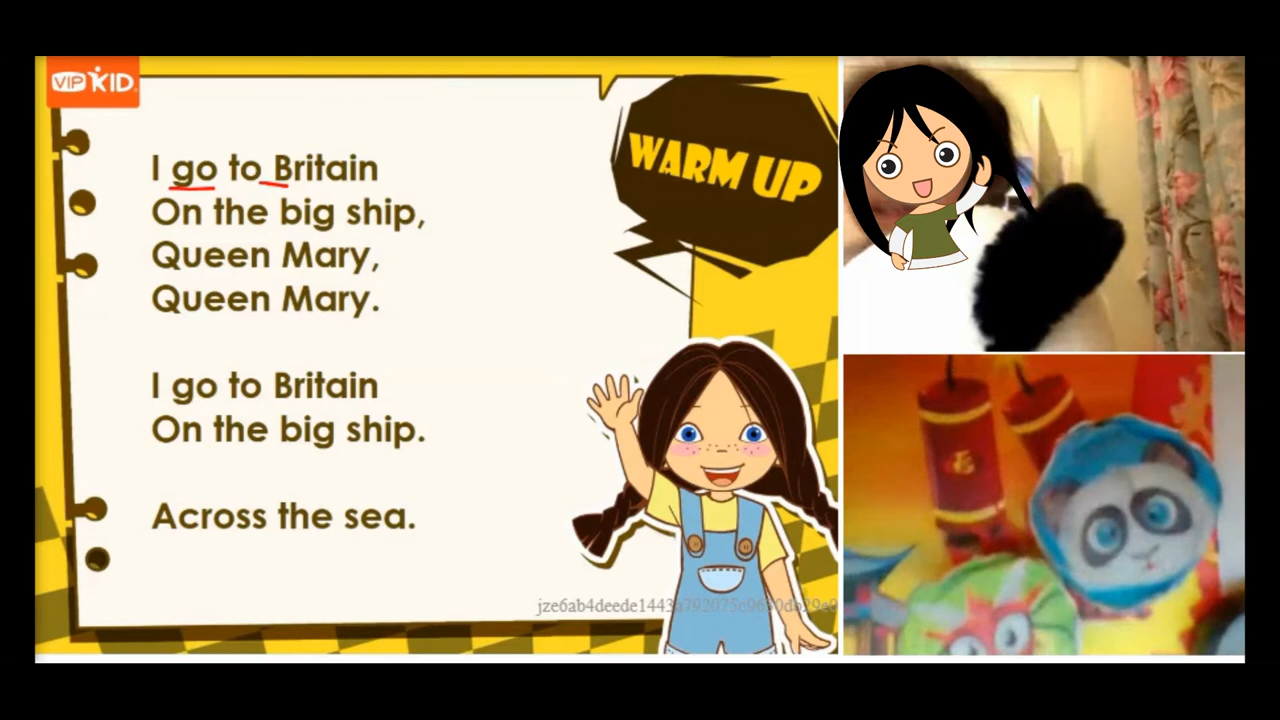 VIPKID
WARM UP
I go to Britain
On the big ship,
Queen Mary,
Queen Mary.
I go to Britain
On the big ship.
Across the sea.